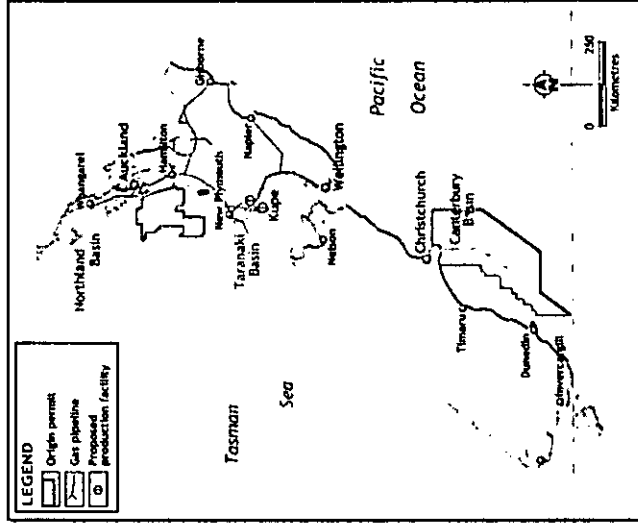 LEGEND
Origin permit
Gas pipeline
Proposed
production facility
Northland
Basin
Whangarei
Auckland
Hamilton
Gisborne
New Plymouth
Taranaki
Basin
Kupe
Napier
Wellington
Nelson
Tasman
Sea
Pacific
Ocean
Christchurch
Canterbury
Basin
Timaru
Dunedin
Invercargill
0 250
Kilometres
N